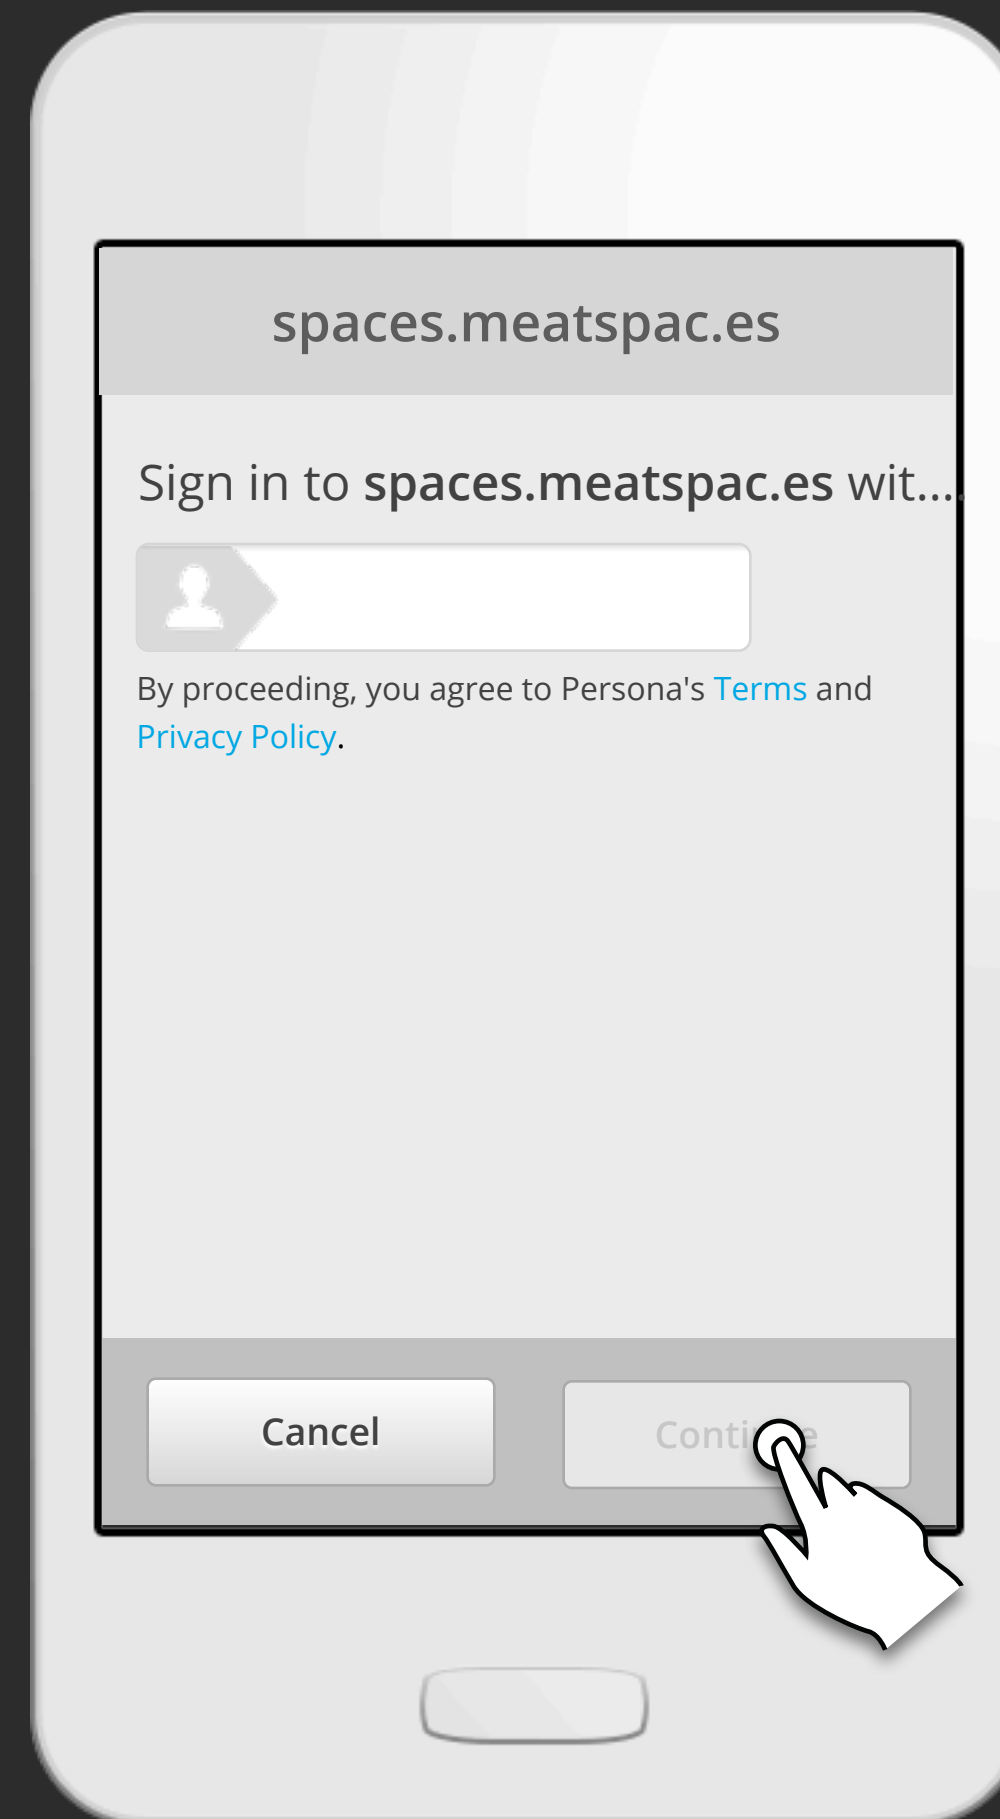 spaces.meatspac.es
Sign in to spaces.meatspac.es wit...
By proceeding, you agree to Persona's Terms and
Privacy Policy.
Cancel
Continue